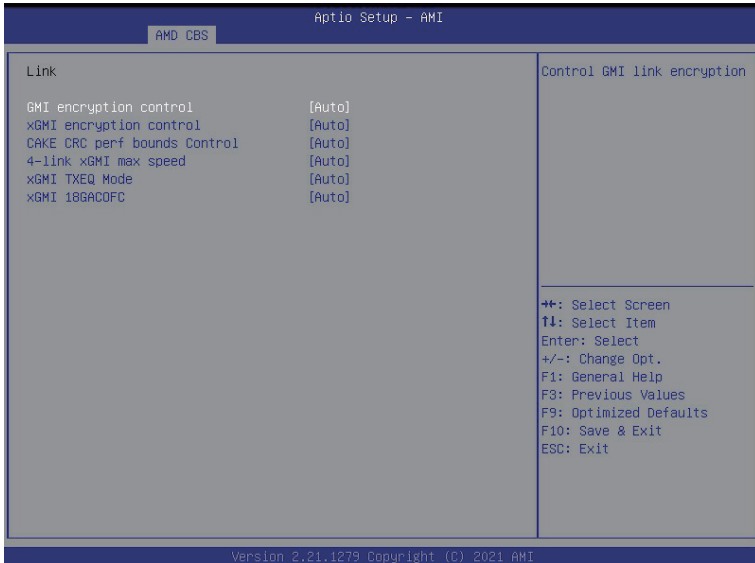 Aptio Setup - AMI
AMD CBS
Link
GMI encryption control [Auto]
xGMI encryption control [Auto]
CAKE CRC perf bounds Control [Auto]
4-link xGMI max speed [Auto]
xGMI TXEQ Mode [Auto]
xGMI 18GACOFC [Auto]
Control GMI link encryption
→←: Select Screen
↑↓: Select Item
Enter: Select
+/-: Change Opt.
F1: General Help
F3: Previous Values
F9: Optimized Defaults
F10: Save & Exit
ESC: Exit
Version 2.21.1279 Copyright (C) 2021 AMI